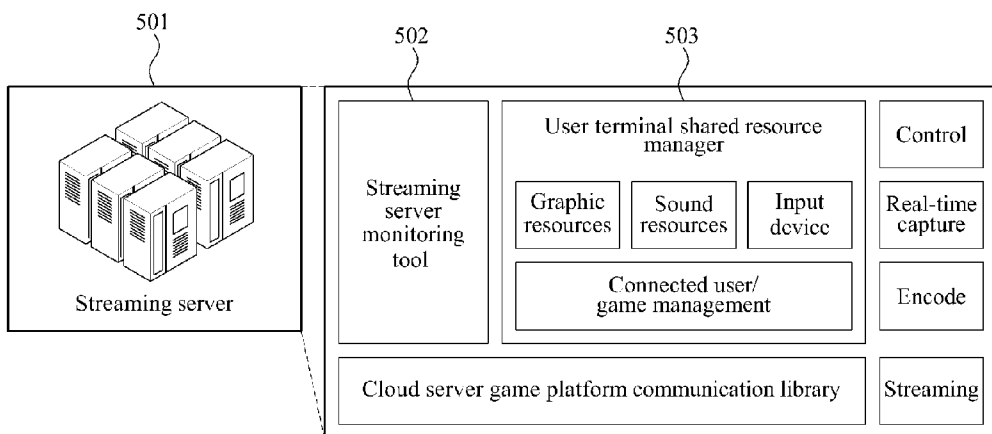 501
502
503
Streaming server
Streaming
server
monitoring
tool
User terminal shared resource
manager
Graphic
resources
Sound
resources
Input
device
Connected user/
game management
Control
Real-time
capture
Encode
Cloud server game platform communication library
Streaming